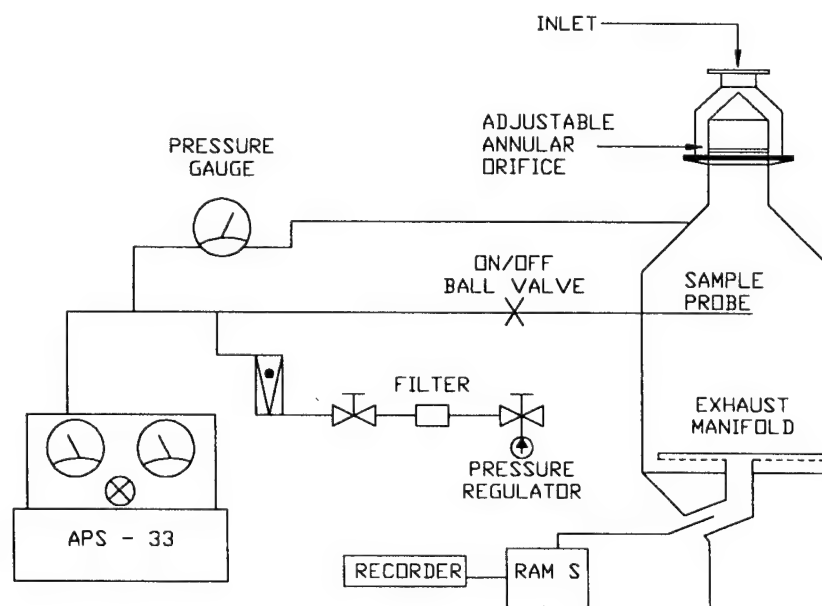 INLET
ADJUSTABLE
ANNULAR
ORIFICE
PRESSURE
GAUGE
ON/OFF
BALL VALVE
SAMPLE
PROBE
FILTER
EXHAUST
MANIFOLD
PRESSURE
REGULATOR
APS - 33
RECORDER
RAM S